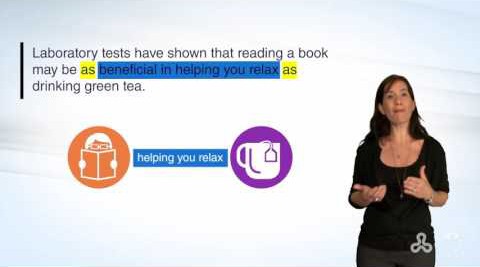 Laboratory tests have shown that reading a book
may be as beneficial in helping you relax as
drinking green tea.
helping you relax